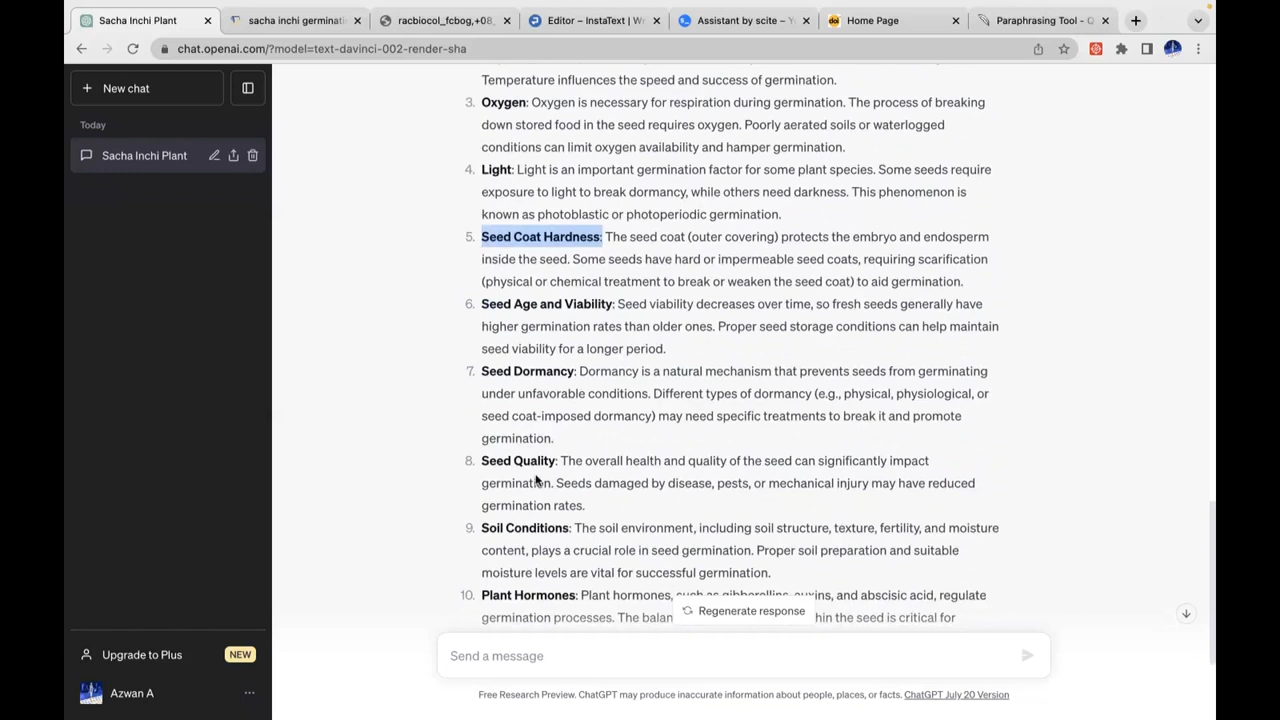 Sacha Inchi Plant
sacha inchi germinati
racbiocol_fcbog,+08_
Editor – InstaText | W
Assistant by scite – Y
doi
Home Page
Paraphrasing Tool - Q
chat.openai.com/?model=text-davinci-002-render-sha
New chat
Today
Sacha Inchi Plant
Upgrade to Plus
NEW
Azwan A
Temperature influences the speed and success of germination.
3. Oxygen: Oxygen is necessary for respiration during germination. The process of breaking
down stored food in the seed requires oxygen. Poorly aerated soils or waterlogged
conditions can limit oxygen availability and hamper germination.
4. Light: Light is an important germination factor for some plant species. Some seeds require
exposure to light to break dormancy, while others need darkness. This phenomenon is
known as photoblastic or photoperiodic germination.
5. Seed Coat Hardness: The seed coat (outer covering) protects the embryo and endosperm
inside the seed. Some seeds have hard or impermeable seed coats, requiring scarification
(physical or chemical treatment to break or weaken the seed coat) to aid germination.
6. Seed Age and Viability: Seed viability decreases over time, so fresh seeds generally have
higher germination rates than older ones. Proper seed storage conditions can help maintain
seed viability for a longer period.
7. Seed Dormancy: Dormancy is a natural mechanism that prevents seeds from germinating
under unfavorable conditions. Different types of dormancy (e.g., physical, physiological, or
seed coat-imposed dormancy) may need specific treatments to break it and promote
germination.
8. Seed Quality: The overall health and quality of the seed can significantly impact
germination. Seeds damaged by disease, pests, or mechanical injury may have reduced
germination rates.
9. Soil Conditions: The soil environment, including soil structure, texture, fertility, and moisture
content, plays a crucial role in seed germination. Proper soil preparation and suitable
moisture levels are vital for successful germination.
10. Plant Hormones: Plant hormones, such as gibberellins, auxins, and abscisic acid, regulate
germination processes. The balan hin the seed is critical for
Regenerate response
Send a message
Free Research Preview. ChatGPT may produce inaccurate information about people, places, or facts. ChatGPT July 20 Version